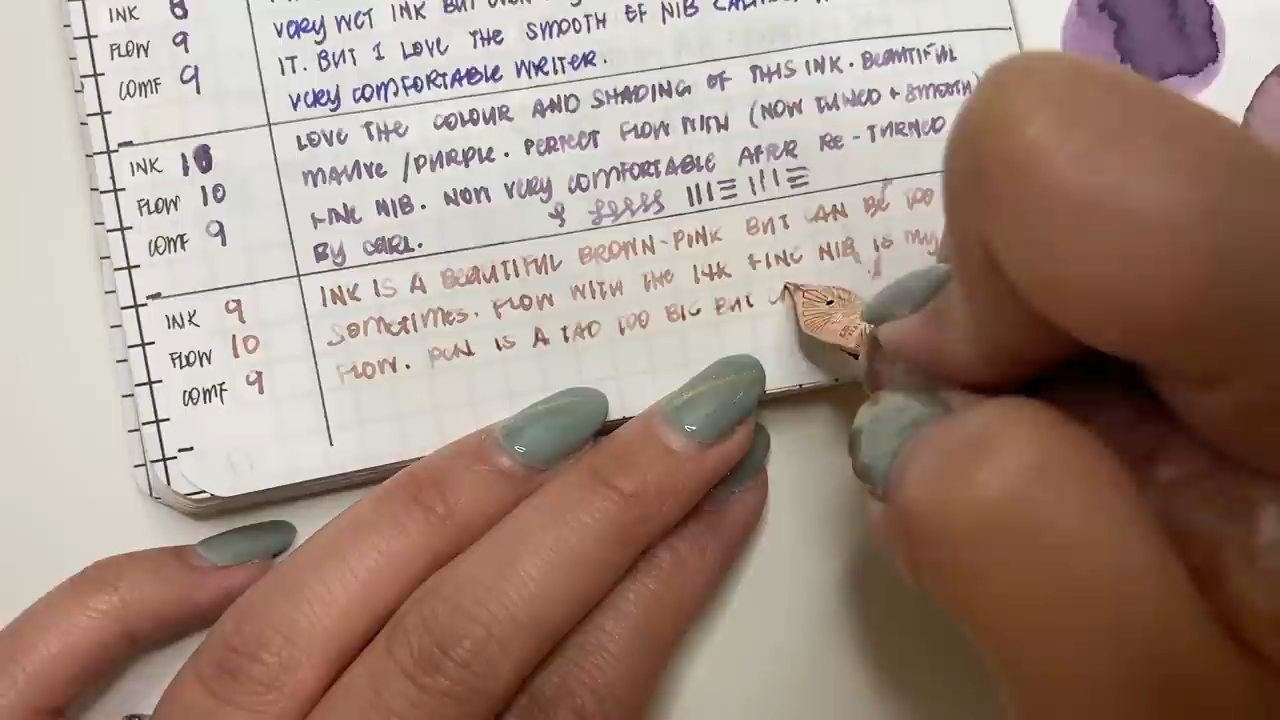 INK 8
FLOW 9
COMF 9
VERY WET INK BUT
IT. BUT I LOVE THE SMOOTH EF NIB
VERY COMFORTABLE WRITER.
INK 10
FLOW 10
COMF 9
LOVE THE COLOUR AND SHADING OF THIS INK. BEAUTIFUL
MAUVE / PURPLE. PERFECT FLOW WITH (NOW TUNED + SMOOTH)
FINE NIB. NOW VERY COMFORTABLE AFTER RE-TURNED
BY CARL.
INK 9
FLOW 10
COMF 9
INK IS A BEAUTIFUL BROWN-PINK BUT CAN BE TOO
SOMETIMES. FLOW WITH THE 14K FINE NIB IS MY
FLOW. PEN IS A TAD TOO BIG BUT